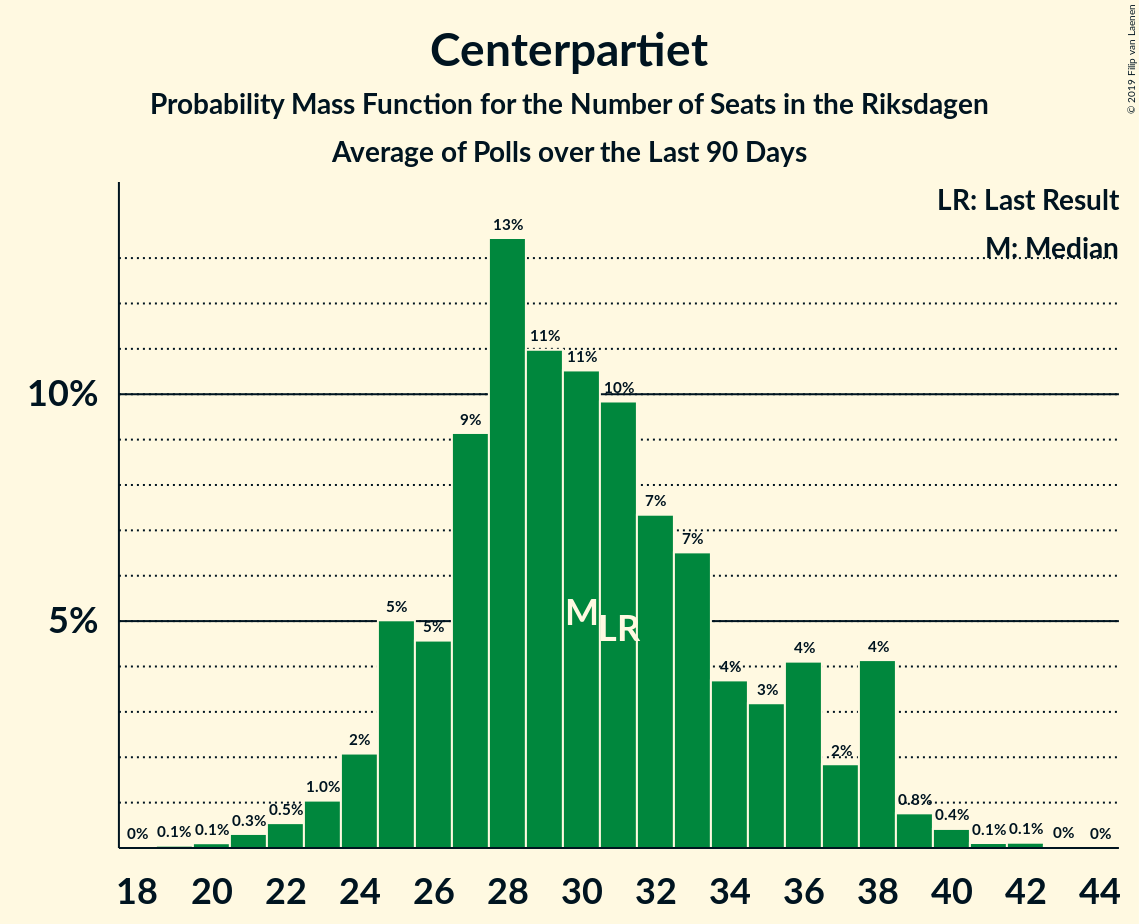 Centerpartiet
Probability Mass Function for the Number of Seats in the Riksdagen
Average of Polls over the Last 90 Days
© 2019 Filip van Laenen
LR: Last Result
M: Median
10%
5%
0% 0.1% 0.1% 0.3% 0.5% 1.0% 2% 5% 5% 9% 13% 11% 11% 10% 7% 7% 4% 3% 4% 2% 4% 0.8% 0.4% 0.1% 0.1% 0% 0%
M LR
18 20 22 24 26 28 30 32 34 36 38 40 42 44